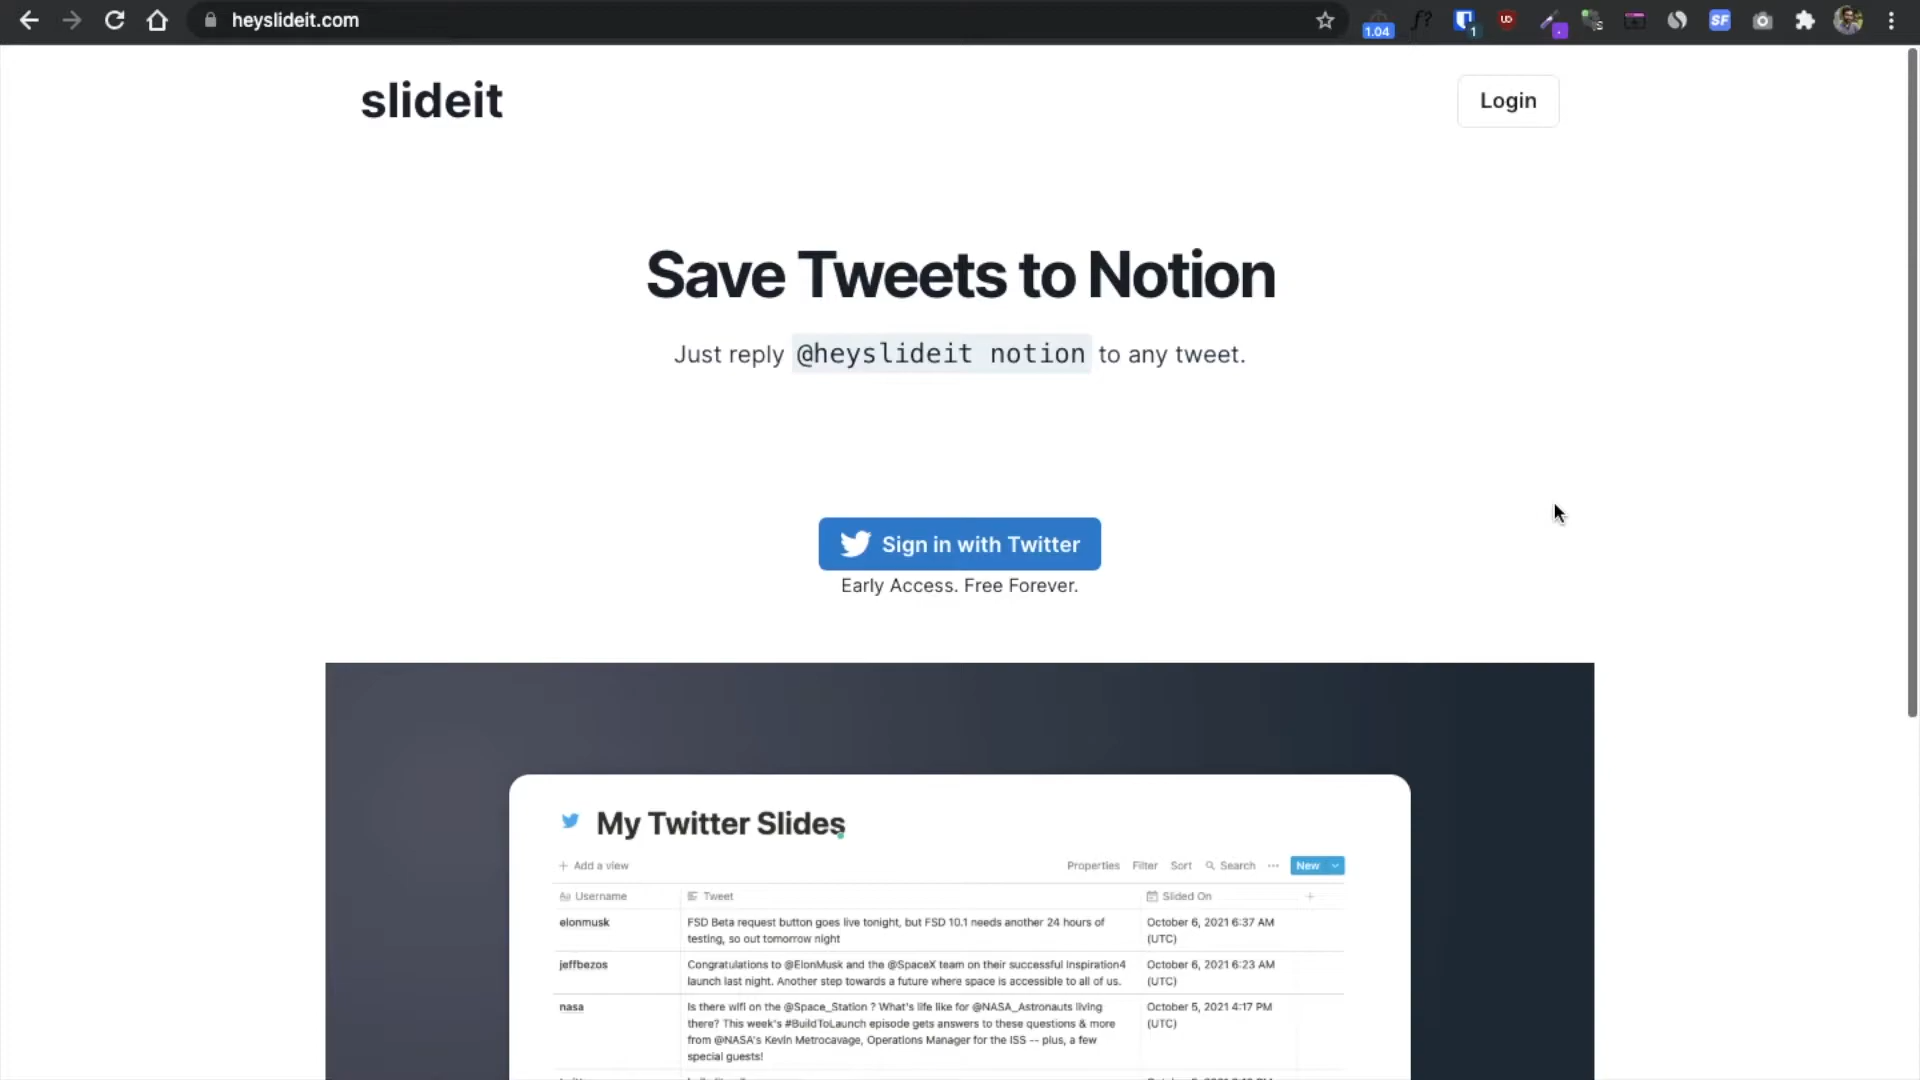 heyslideit.com
1.04
f?
1
UD
SF
slideit
Login
Save Tweets to Notion
Just reply @heyslideit notion to any tweet.
Sign in with Twitter
Early Access. Free Forever.
My Twitter Slides
+ Add a view
Properties Filter Sort Search ... New
Aa Username Tweet Slided On +
elonmusk
FSD Beta request button goes live tonight, but FSD 10.1 needs another 24 hours of
testing, so out tomorrow night
October 6, 2021 6:37 AM
(UTC)
jeffbezos
Congratulations to @ElonMusk and the @SpaceX team on their successful Inspiration4
launch last night. Another step towards a future where space is accessible to all of us.
October 6, 2021 6:23 AM
(UTC)
nasa
Is there wifi on the @Space_Station ? What's life like for @NASA_Astronauts living
there? This week's #BuildToLaunch episode gets answers to these questions & more
from @NASA's Kevin Metrocavage, Operations Manager for the ISS -- plus, a few
special guests!
October 5, 2021 4:17 PM
(UTC)